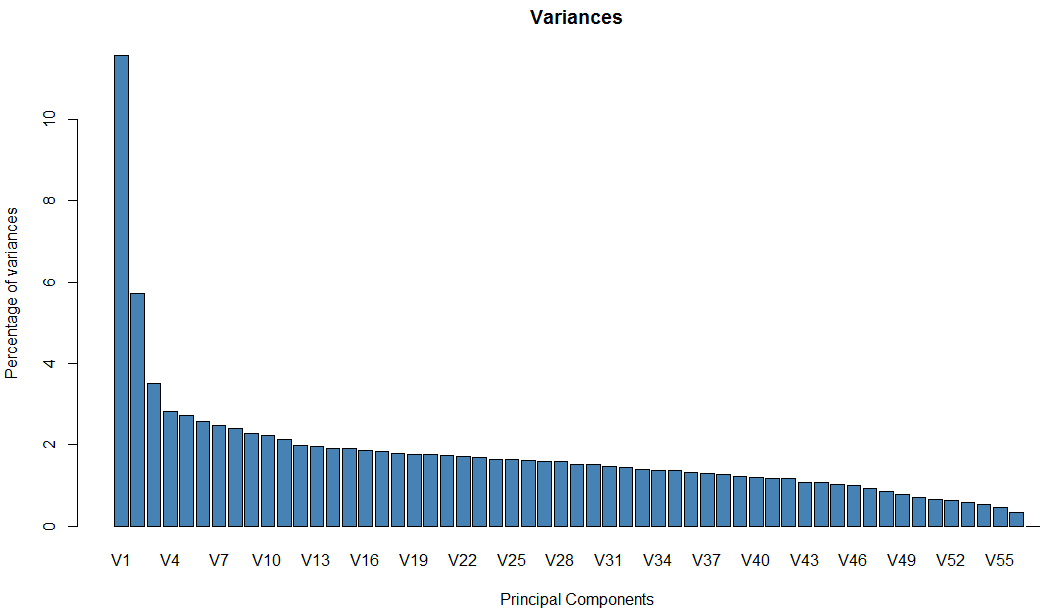 Variances
Percentage of variances
10
8
6
4
2
0
V1 V4 V7 V10 V13 V16 V19 V22 V25 V28 V31 V34 V37 V40 V43 V46 V49 V52 V55
Principal Components